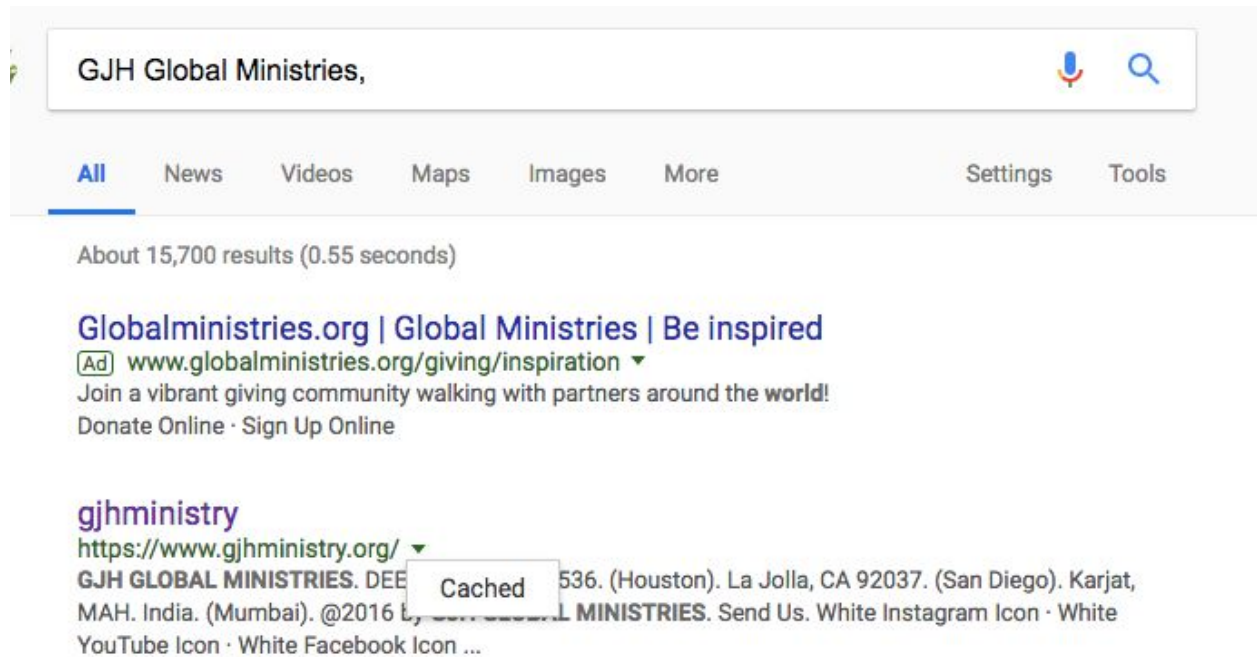 GJH Global Ministries,
All News Videos Maps Images More Settings Tools
About 15,700 results (0.55 seconds)
Globalministries.org | Global Ministries | Be inspired
Ad www.globalministries.org/giving/inspiration
Join a vibrant giving community walking with partners around the world!
Donate Online · Sign Up Online
gjhministry
https://www.gjhministry.org/
GJH GLOBAL MINISTRIES. Cached 536. (Houston). La Jolla, CA 92037. (San Diego). Karjat,
MAH. India. (Mumbai). @2016 MINISTRIES. Send Us. White Instagram Icon · White
YouTube Icon · White Facebook Icon ...